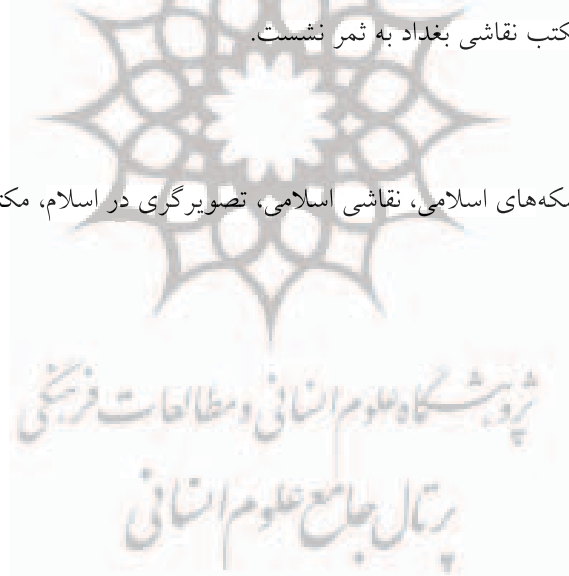 کتب نقاشی بغداد به ثمر نشست.
که‌های اسلامی، نقاشی اسلامی، تصویرگری در اسلام، مکت
پژوهشگاه علوم انسانی و مطالعات فرهنگی
پرتال جامع علوم انسانی